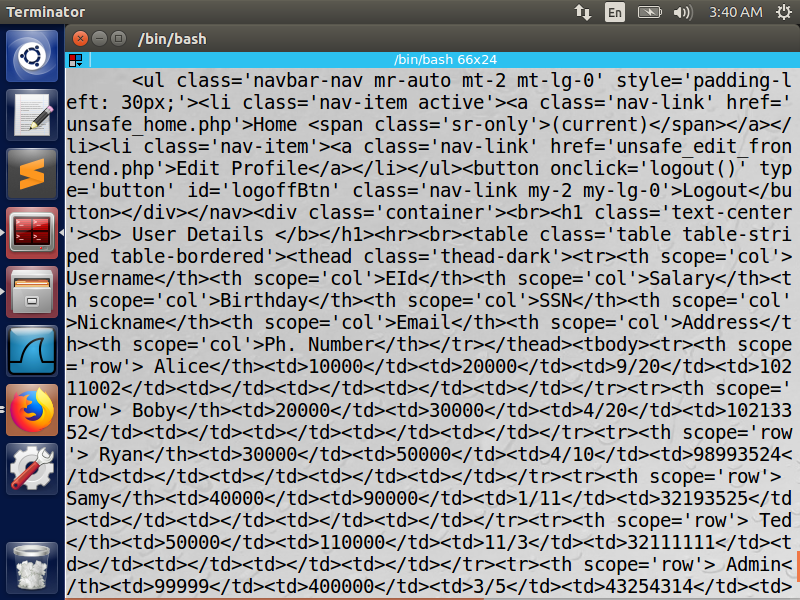 Terminator
En
3:40 AM
/bin/bash
/bin/bash 66x24
<ul class='navbar-nav mr-auto mt-2 mt-lg-0' style='padding-l
eft: 30px;'><li class='nav-item active'><a class='nav-link' href='
unsafe_home.php'>Home <span class='sr-only'>(current)</span></a></
li><li class='nav-item'><a class='nav-link' href='unsafe_edit_fron
tend.php'>Edit Profile</a></li></ul><button onclick='logout()' typ
e='button' id='logoffBtn' class='nav-link my-2 my-lg-0'>Logout</bu
tton></div></nav><div class='container'><br><h1 class='text-center
'><b> User Details </b></h1><hr><br><table class='table table-stri
ped table-bordered'><thead class='thead-dark'><tr><th scope='col'>
Username</th><th scope='col'>EId</th><th scope='col'>Salary</th><t
h scope='col'>Birthday</th><th scope='col'>SSN</th><th scope='col'
>Nickname</th><th scope='col'>Email</th><th scope='col'>Address</t
h><th scope='col'>Ph. Number</th></tr></thead><tbody><tr><th scope
='row'> Alice</th><td>10000</td><td>20000</td><td>9/20</td><td>102
11002</td><td></td><td></td><td></td><td></td></tr><tr><th scope='
row'> Boby</th><td>20000</td><td>30000</td><td>4/20</td><td>102133
52</td><td></td><td></td><td></td><td></td></tr><tr><th scope='row
'> Ryan</th><td>30000</td><td>50000</td><td>4/10</td><td>98993524<
/td><td></td><td></td><td></td><td></td></tr><tr><th scope='row'>
Samy</th><td>40000</td><td>90000</td><td>1/11</td><td>32193525</td
><td></td><td></td><td></td><td></td></tr><tr><th scope='row'> Ted
</th><td>50000</td><td>110000</td><td>11/3</td><td>32111111</td><t
d></td><td></td><td></td><td></td></tr><tr><th scope='row'> Admin<
/th><td>99999</td><td>400000</td><td>3/5</td><td>43254314</td><td>